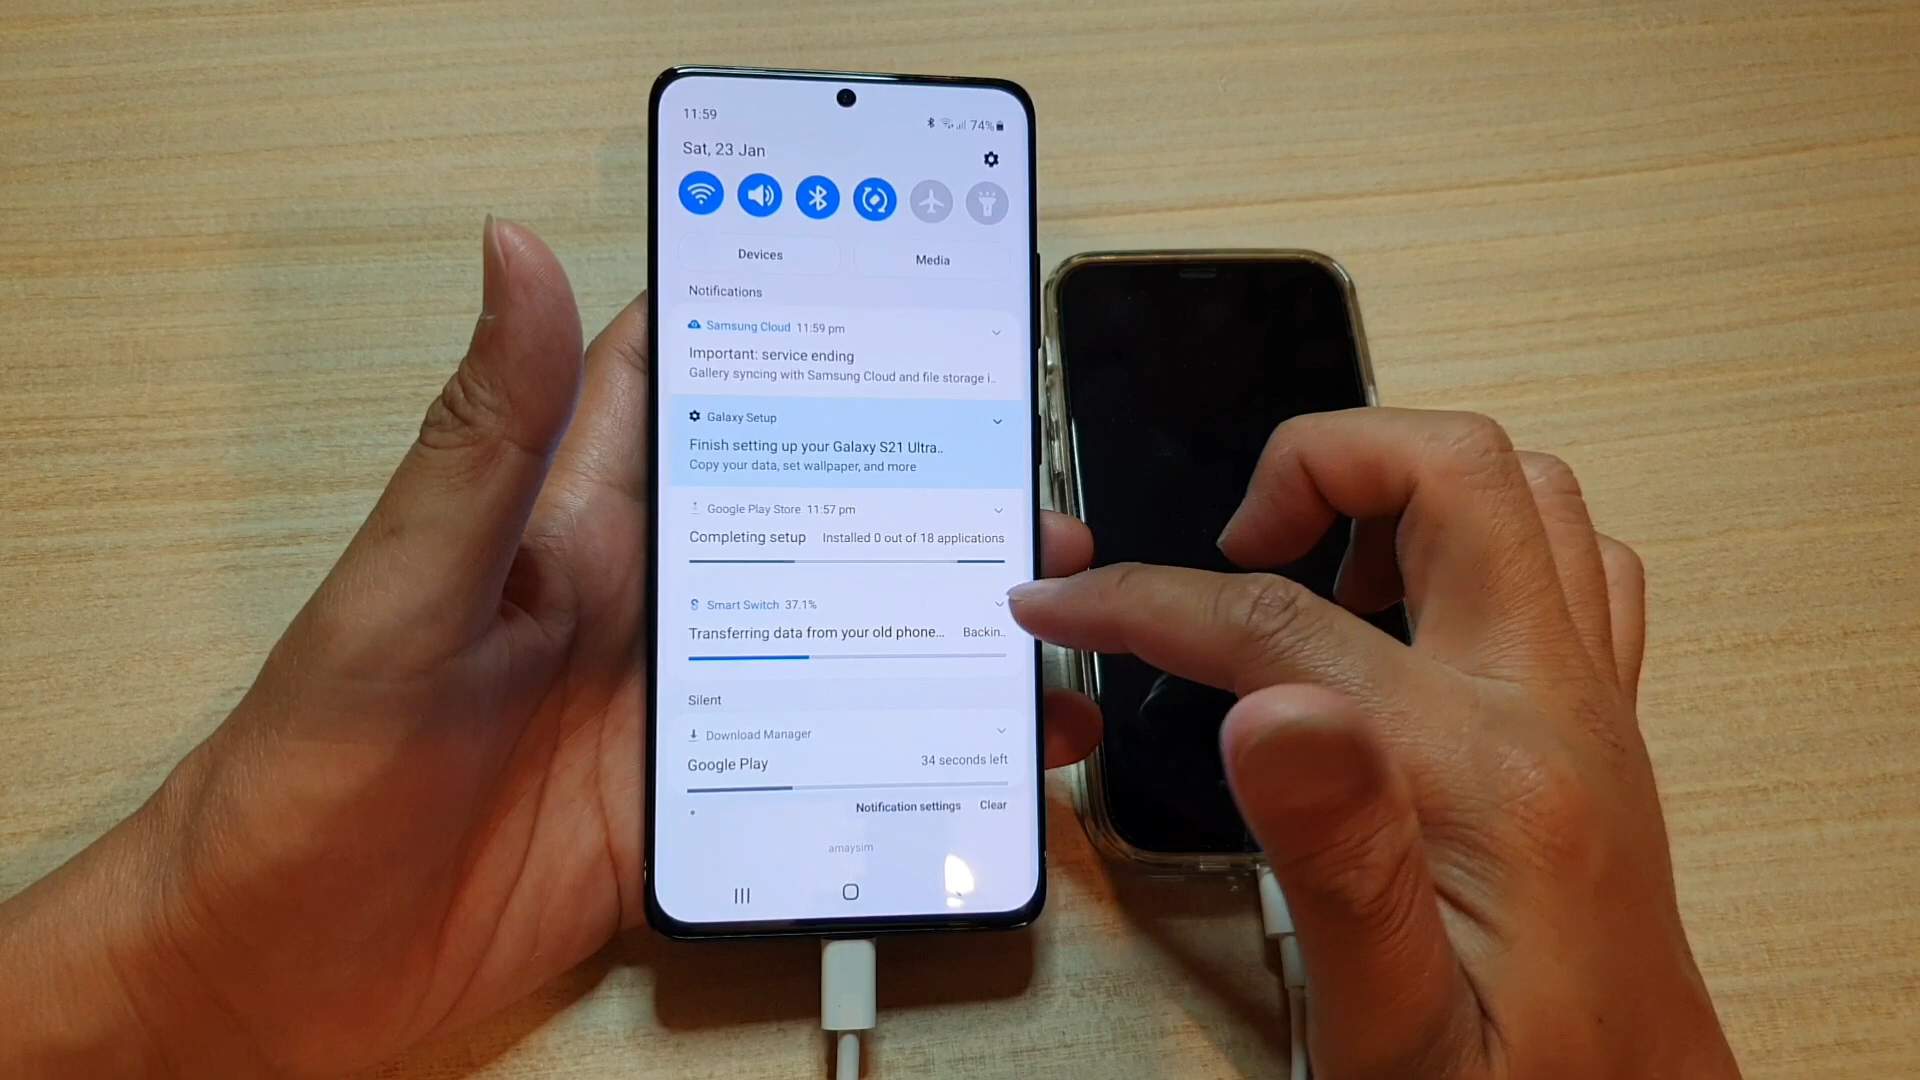 11:59
74%
Sat, 23 Jan
Devices
Media
Notifications
Samsung Cloud 11:59 pm
Important: service ending
Gallery syncing with Samsung Cloud and file storage i..
Galaxy Setup
Finish setting up your Galaxy S21 Ultra..
Copy your data, set wallpaper, and more
Google Play Store 11:57 pm
Completing setup Installed 0 out of 18 applications
Smart Switch 37.1%
Transferring data from your old phone... Backin..
Silent
Download Manager
Google Play 34 seconds left
Notification settings Clear
amaysim